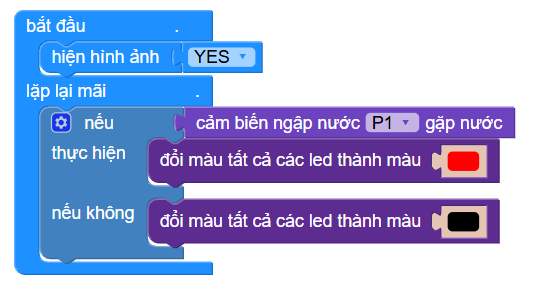 bắt đầu .
hiện hình ảnh YES
lặp lại mãi .
nếu cảm biến ngập nước P1 gặp nước
thực hiện đổi màu tất cả các led thành màu
nếu không đổi màu tất cả các led thành màu